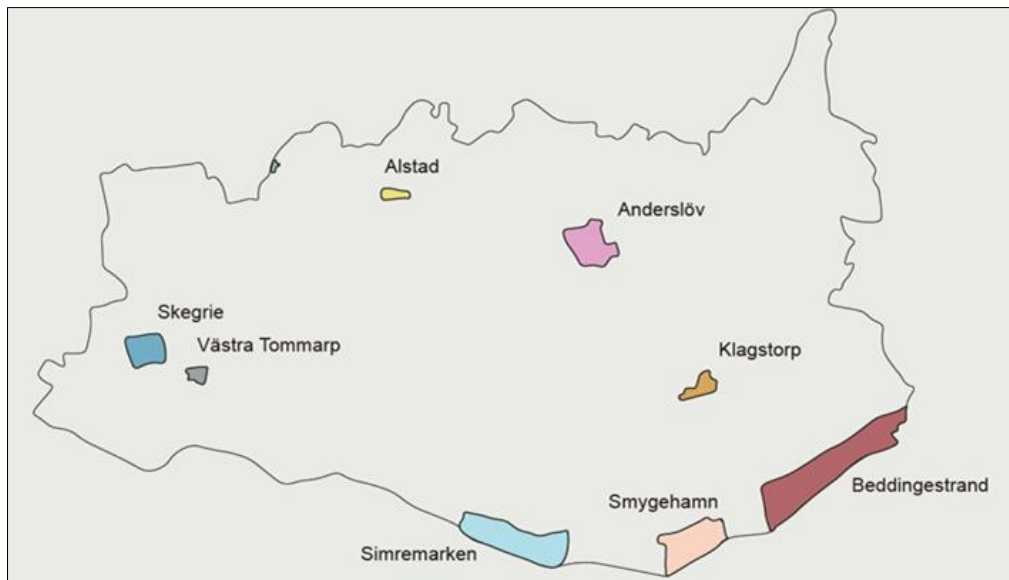 Alstad
Anderslöv
Skegrie
Västra Tommarp
Klagstorp
Beddingestrand
Smygehamn
Simremarken